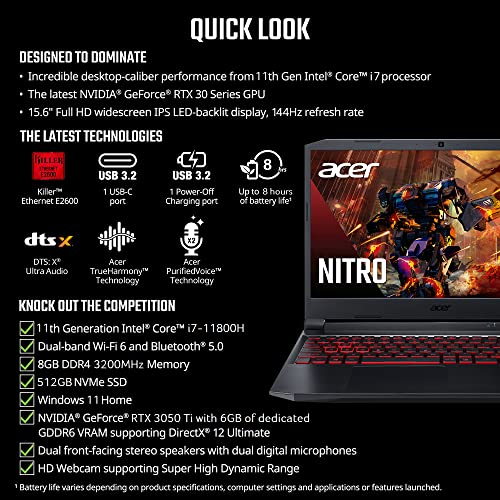 QUICK LOOK
DESIGNED TO DOMINATE
• Incredible desktop-caliber performance from 11th Gen Intel® Core™ i7 processor
• The latest NVIDIA® GeForce® RTX 30 Series GPU
• 15.6" Full HD widescreen IPS LED-backlit display, 144Hz refresh rate
THE LATEST TECHNOLOGIES
KILLER
ETHERNET E2600
Killer™
Ethernet E2600
USB 3.2
1 USB-C
port
USB 3.2
1 Power-Off
Charging port
8 hrs
Up to 8 hours
of battery life¹
dts x
DTS: X®
Ultra Audio
Acer
TrueHarmony™
Technology
X2
Acer
PurifiedVoice™
Technology
acer
NITRO
acer
KNOCK OUT THE COMPETITION
11th Generation Intel® Core™ i7-11800H
Dual-band Wi-Fi 6 and Bluetooth® 5.0
8GB DDR4 3200MHz Memory
512GB NVMe SSD
Windows 11 Home
NVIDIA® GeForce® RTX 3050 Ti with 6GB of dedicated
GDDR6 VRAM supporting DirectX® 12 Ultimate
Dual front-facing stereo speakers with dual digital microphones
HD Webcam supporting Super High Dynamic Range
¹ Battery life varies depending on product specifications, computer settings and applications or features launched.